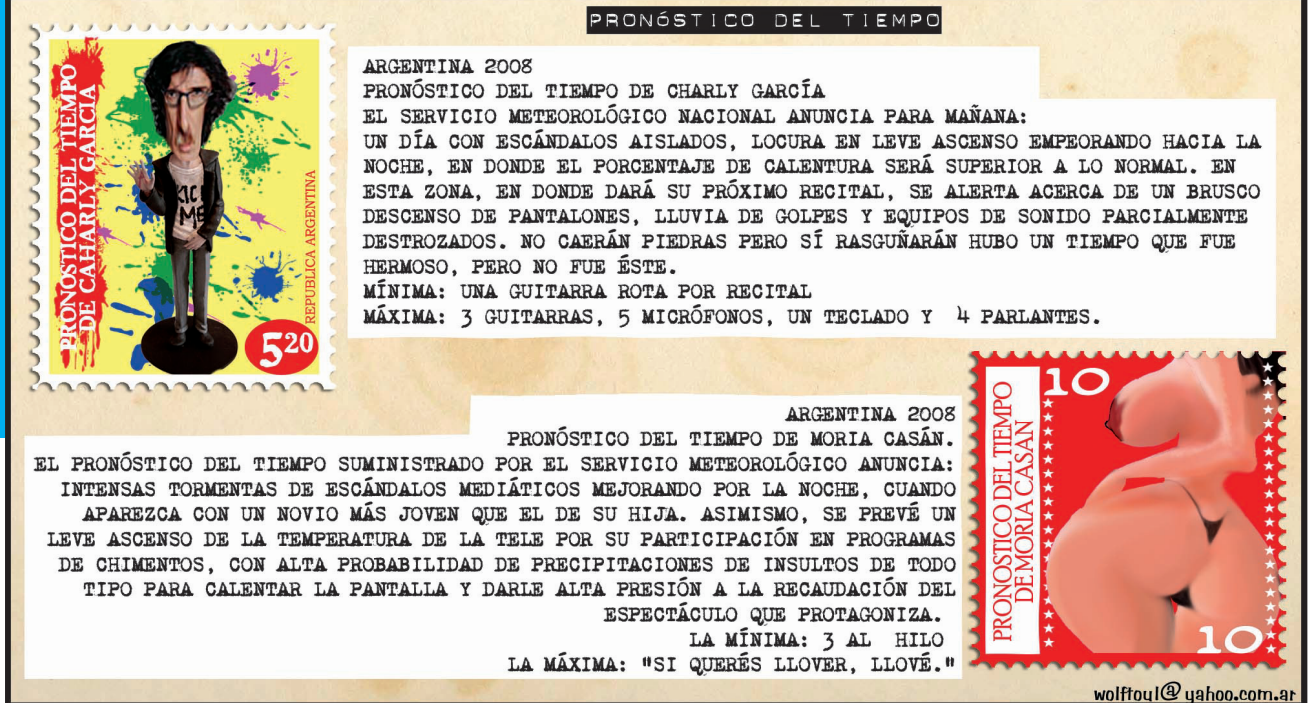 PRONÓSTICO DEL TIEMPO
PRONOSTICO DEL TIEMPO
DE CAHARLY GARCIA
KICK
ME
REPUBLICA ARGENTINA
520
ARGENTINA 2008
PRONÓSTICO DEL TIEMPO DE CHARLY GARCÍA
EL SERVICIO METEOROLÓGICO NACIONAL ANUNCIA PARA MAÑANA:
UN DÍA CON ESCÁNDALOS AISLADOS, LOCURA EN LEVE ASCENSO EMPEORANDO HACIA LA
NOCHE, EN DONDE EL PORCENTAJE DE CALENTURA SERÁ SUPERIOR A LO NORMAL. EN
ESTA ZONA, EN DONDE DARÁ SU PRÓXIMO RECITAL, SE ALERTA ACERCA DE UN BRUSCO
DESCENSO DE PANTALONES, LLUVIA DE GOLPES Y EQUIPOS DE SONIDO PARCIALMENTE
DESTROZADOS. NO CAERÁN PIEDRAS PERO SÍ RASGUÑARÁN HUBO UN TIEMPO QUE FUE
HERMOSO, PERO NO FUE ÉSTE.
MÍNIMA: UNA GUITARRA ROTA POR RECITAL
MÁXIMA: 3 GUITARRAS, 5 MICRÓFONOS, UN TECLADO Y 4 PARLANTES.
ARGENTINA 2008
PRONÓSTICO DEL TIEMPO DE MORIA CASÁN.
EL PRONÓSTICO DEL TIEMPO SUMINISTRADO POR EL SERVICIO METEOROLÓGICO ANUNCIA:
INTENSAS TORMENTAS DE ESCÁNDALOS MEDIÁTICOS MEJORANDO POR LA NOCHE, CUANDO
APAREZCA CON UN NOVIO MÁS JOVEN QUE EL DE SU HIJA. ASIMISMO, SE PREVÉ UN
LEVE ASCENSO DE LA TEMPERATURA DE LA TELE POR SU PARTICIPACIÓN EN PROGRAMAS
DE CHIMENTOS, CON ALTA PROBABILIDAD DE PRECIPITACIONES DE INSULTOS DE TODO
TIPO PARA CALENTAR LA PANTALLA Y DARLE ALTA PRESIÓN A LA RECAUDACIÓN DEL
ESPECTÁCULO QUE PROTAGONIZA.
LA MÍNIMA: 3 AL HILO
LA MÁXIMA: "SI QUERÉS LLOVER, LLOVÉ."
10
PRONOSTICO DEL TIEMPO
DE MORIA CASAN
10
wolftoyl@yahoo.com.ar